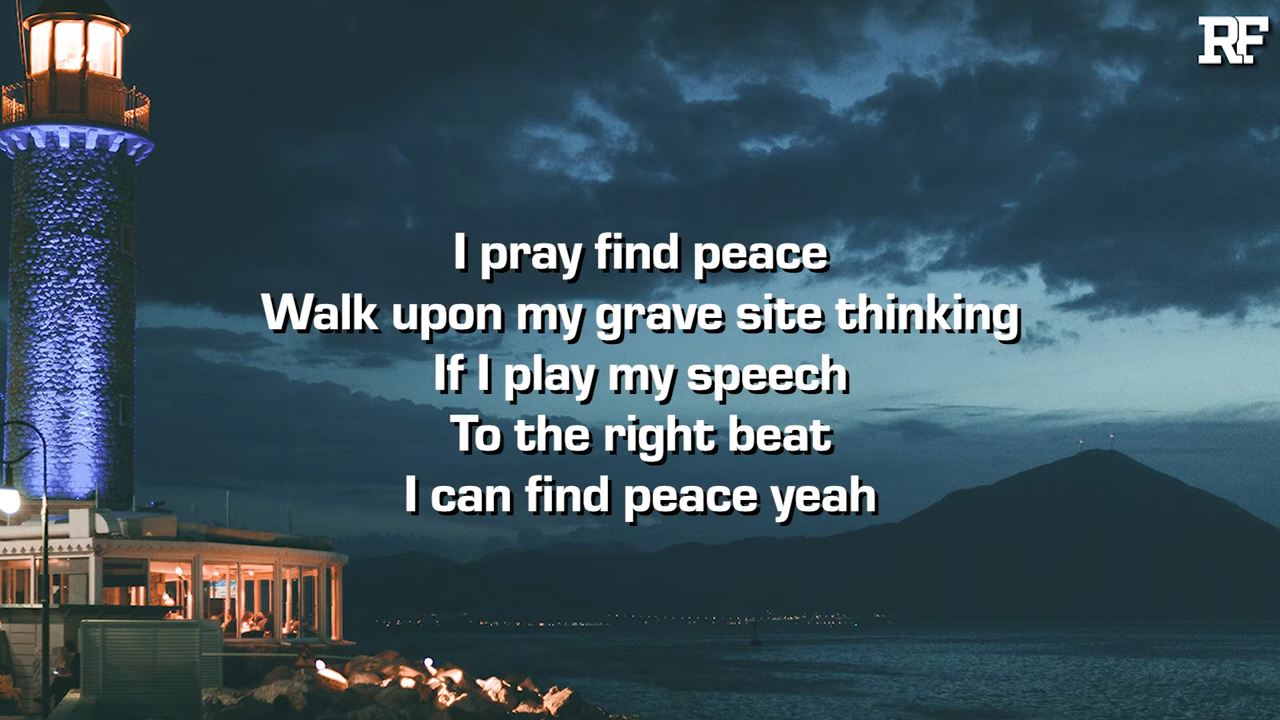 RF
I pray find peace
Walk upon my grave site thinking
If I play my speech
To the right beat
I can find peace yeah